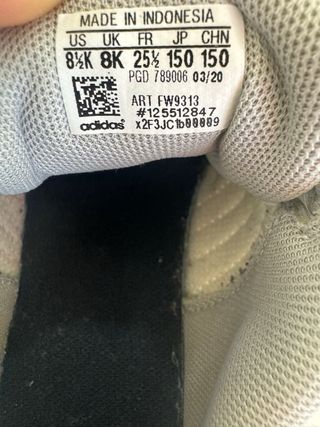 MADE IN INDONESIA
US UK FR JP CHN
8½K 8K 25½ 150 150
PGD 789006 03/20
ART FW9313
#125512847
adidas x2F3JC1b00009